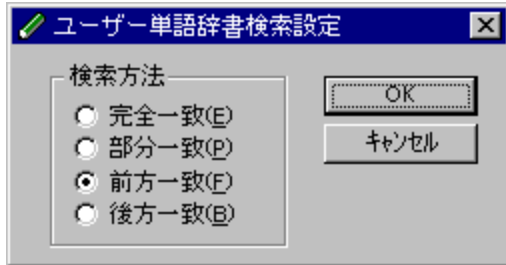 ユーザー単語辞書検索設定
検索方法
完全一致(E)
部分一致(P)
前方一致(F)
後方一致(B)
OK
ｷｬﾝｾﾙ